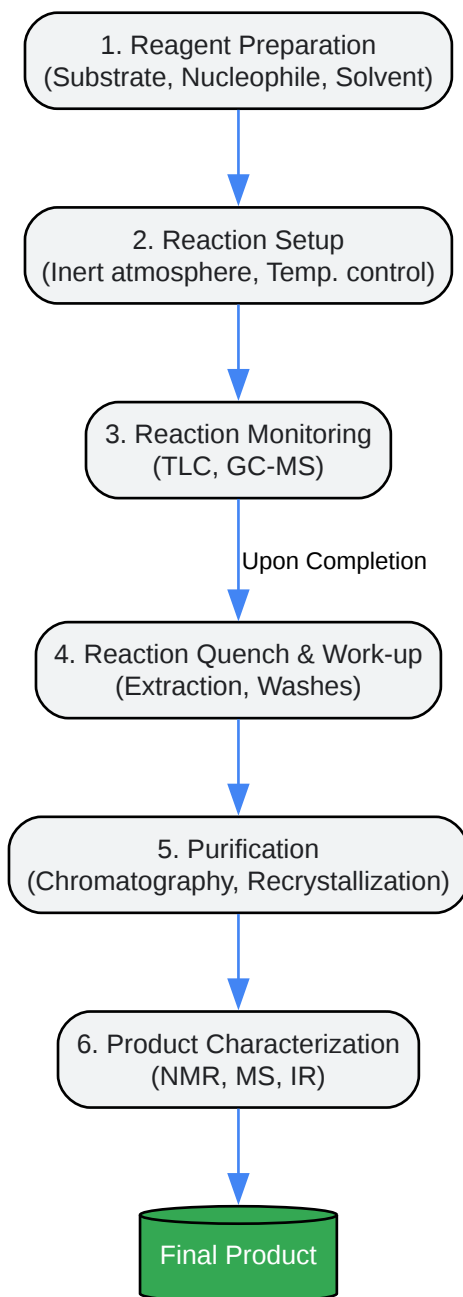 1. Reagent Preparation
(Substrate, Nucleophile, Solvent)
2. Reaction Setup
(Inert atmosphere, Temp. control)
3. Reaction Monitoring
(TLC, GC-MS)
Upon Completion
4. Reaction Quench & Work-up
(Extraction, Washes)
5. Purification
(Chromatography, Recrystallization)
6. Product Characterization
(NMR, MS, IR)
Final Product